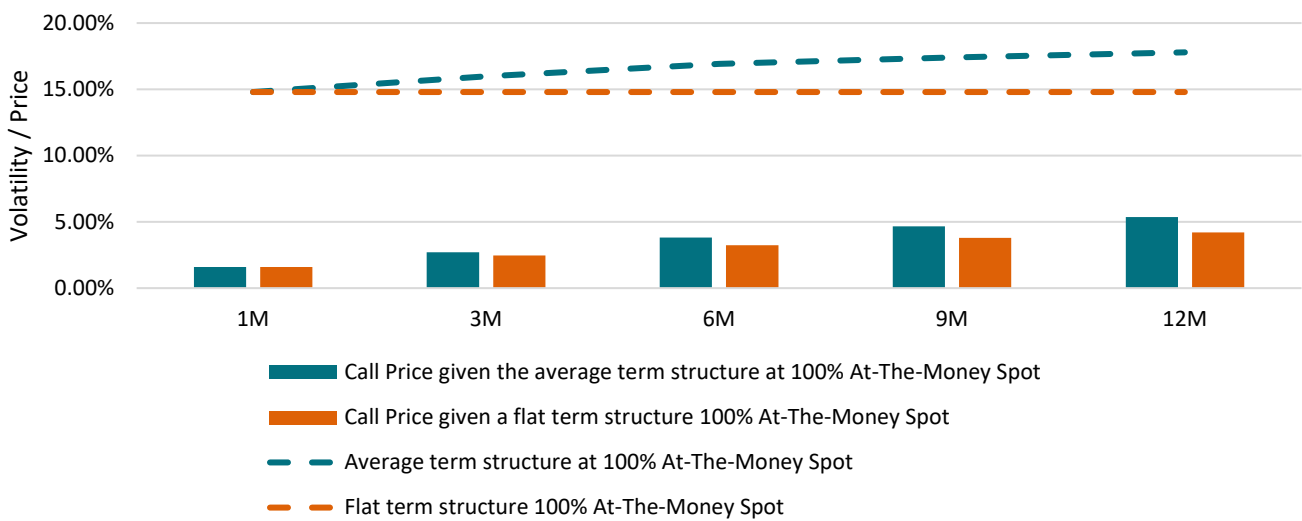 20.00%
15.00%
10.00%
5.00%
0.00%
Volatility / Price
1M 3M 6M 9M 12M
Call Price given the average term structure at 100% At-The-Money Spot
Call Price given a flat term structure 100% At-The-Money Spot
Average term structure at 100% At-The-Money Spot
Flat term structure 100% At-The-Money Spot